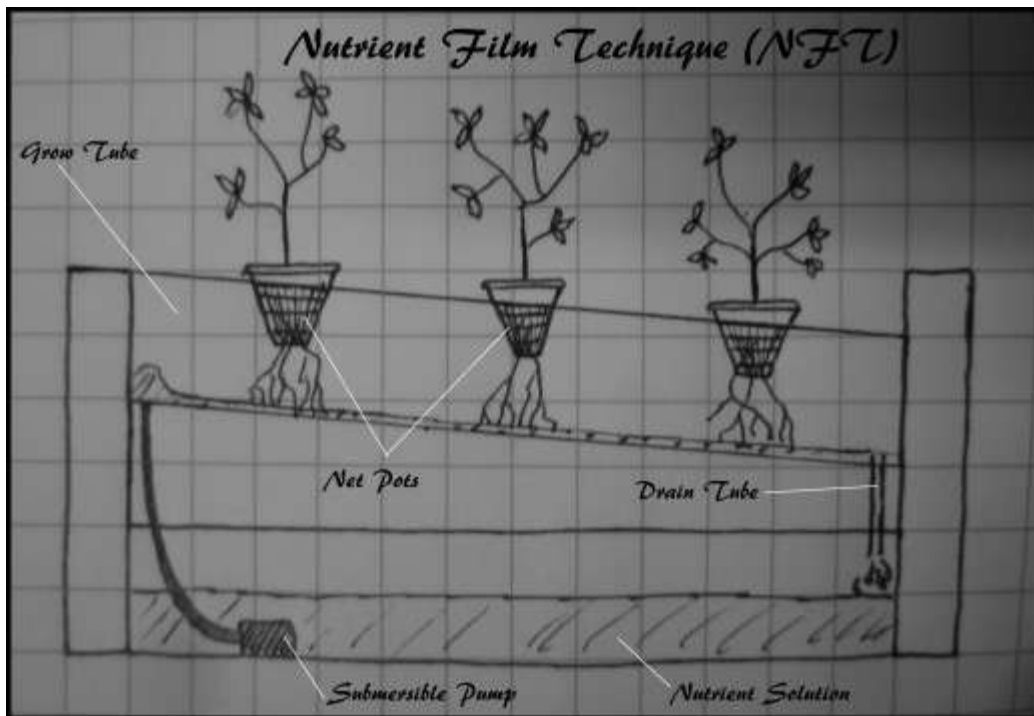 Nutrient Film Technique (NFT)
Grow Tube
Net Pots
Drain Tube
Submersible Pump
Nutrient Solution